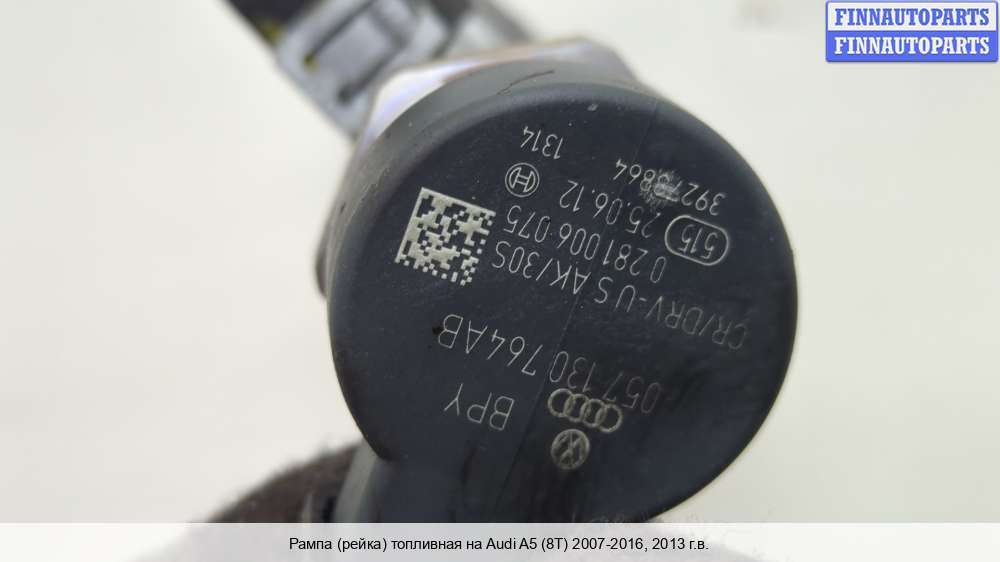 FINNAUTOPARTS
FINNAUTOPARTS
BPY
057 130 764AB
CR/DRV-U S AK/30S
0 281 006 075
515
25.06.12
1314
Рампа (рейка) топливная на Audi A5 (8T) 2007-2016, 2013 г.в.